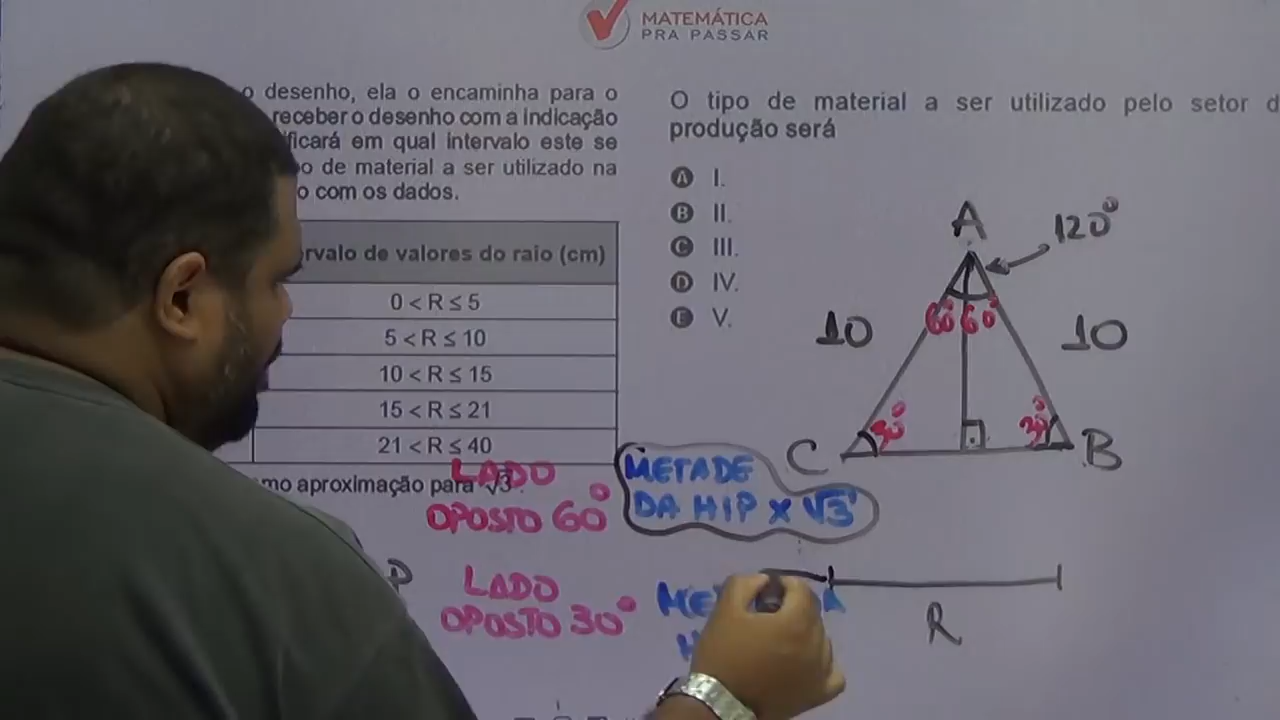 MATEMÁTICA
PRA PASSAR
o desenho, ela o encaminha para o
receber o desenho com a indicação
ificará em qual intervalo este se
o de material a ser utilizado na
o com os dados.
rvalo de valores do raio (cm)
0 < R ≤ 5
5 < R ≤ 10
10 < R ≤ 15
15 < R ≤ 21
21 < R ≤ 40
mo aproximação para √3.
O tipo de material a ser utilizado pelo setor d
produção será
A I.
B II.
C III.
D IV.
E V.
A
120°
10
60° 60°
10
30°
30°
C
B
LADO
OPOSTO 60°
METADE
DA HIP X √3
LADO
OPOSTO 30°
MET
H
R